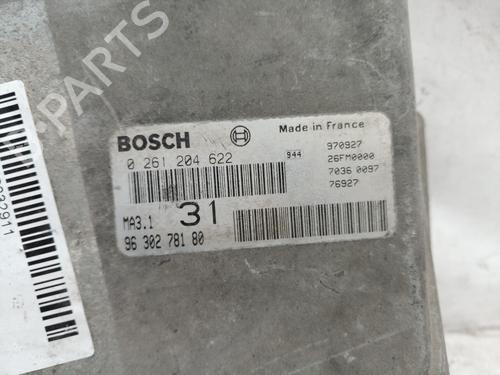 BOSCH
Made in France
0 261 204 622
944
970927
26FM0000
7036 0097
76927
MA3.1
31
96 302 781 80
B-PARTS